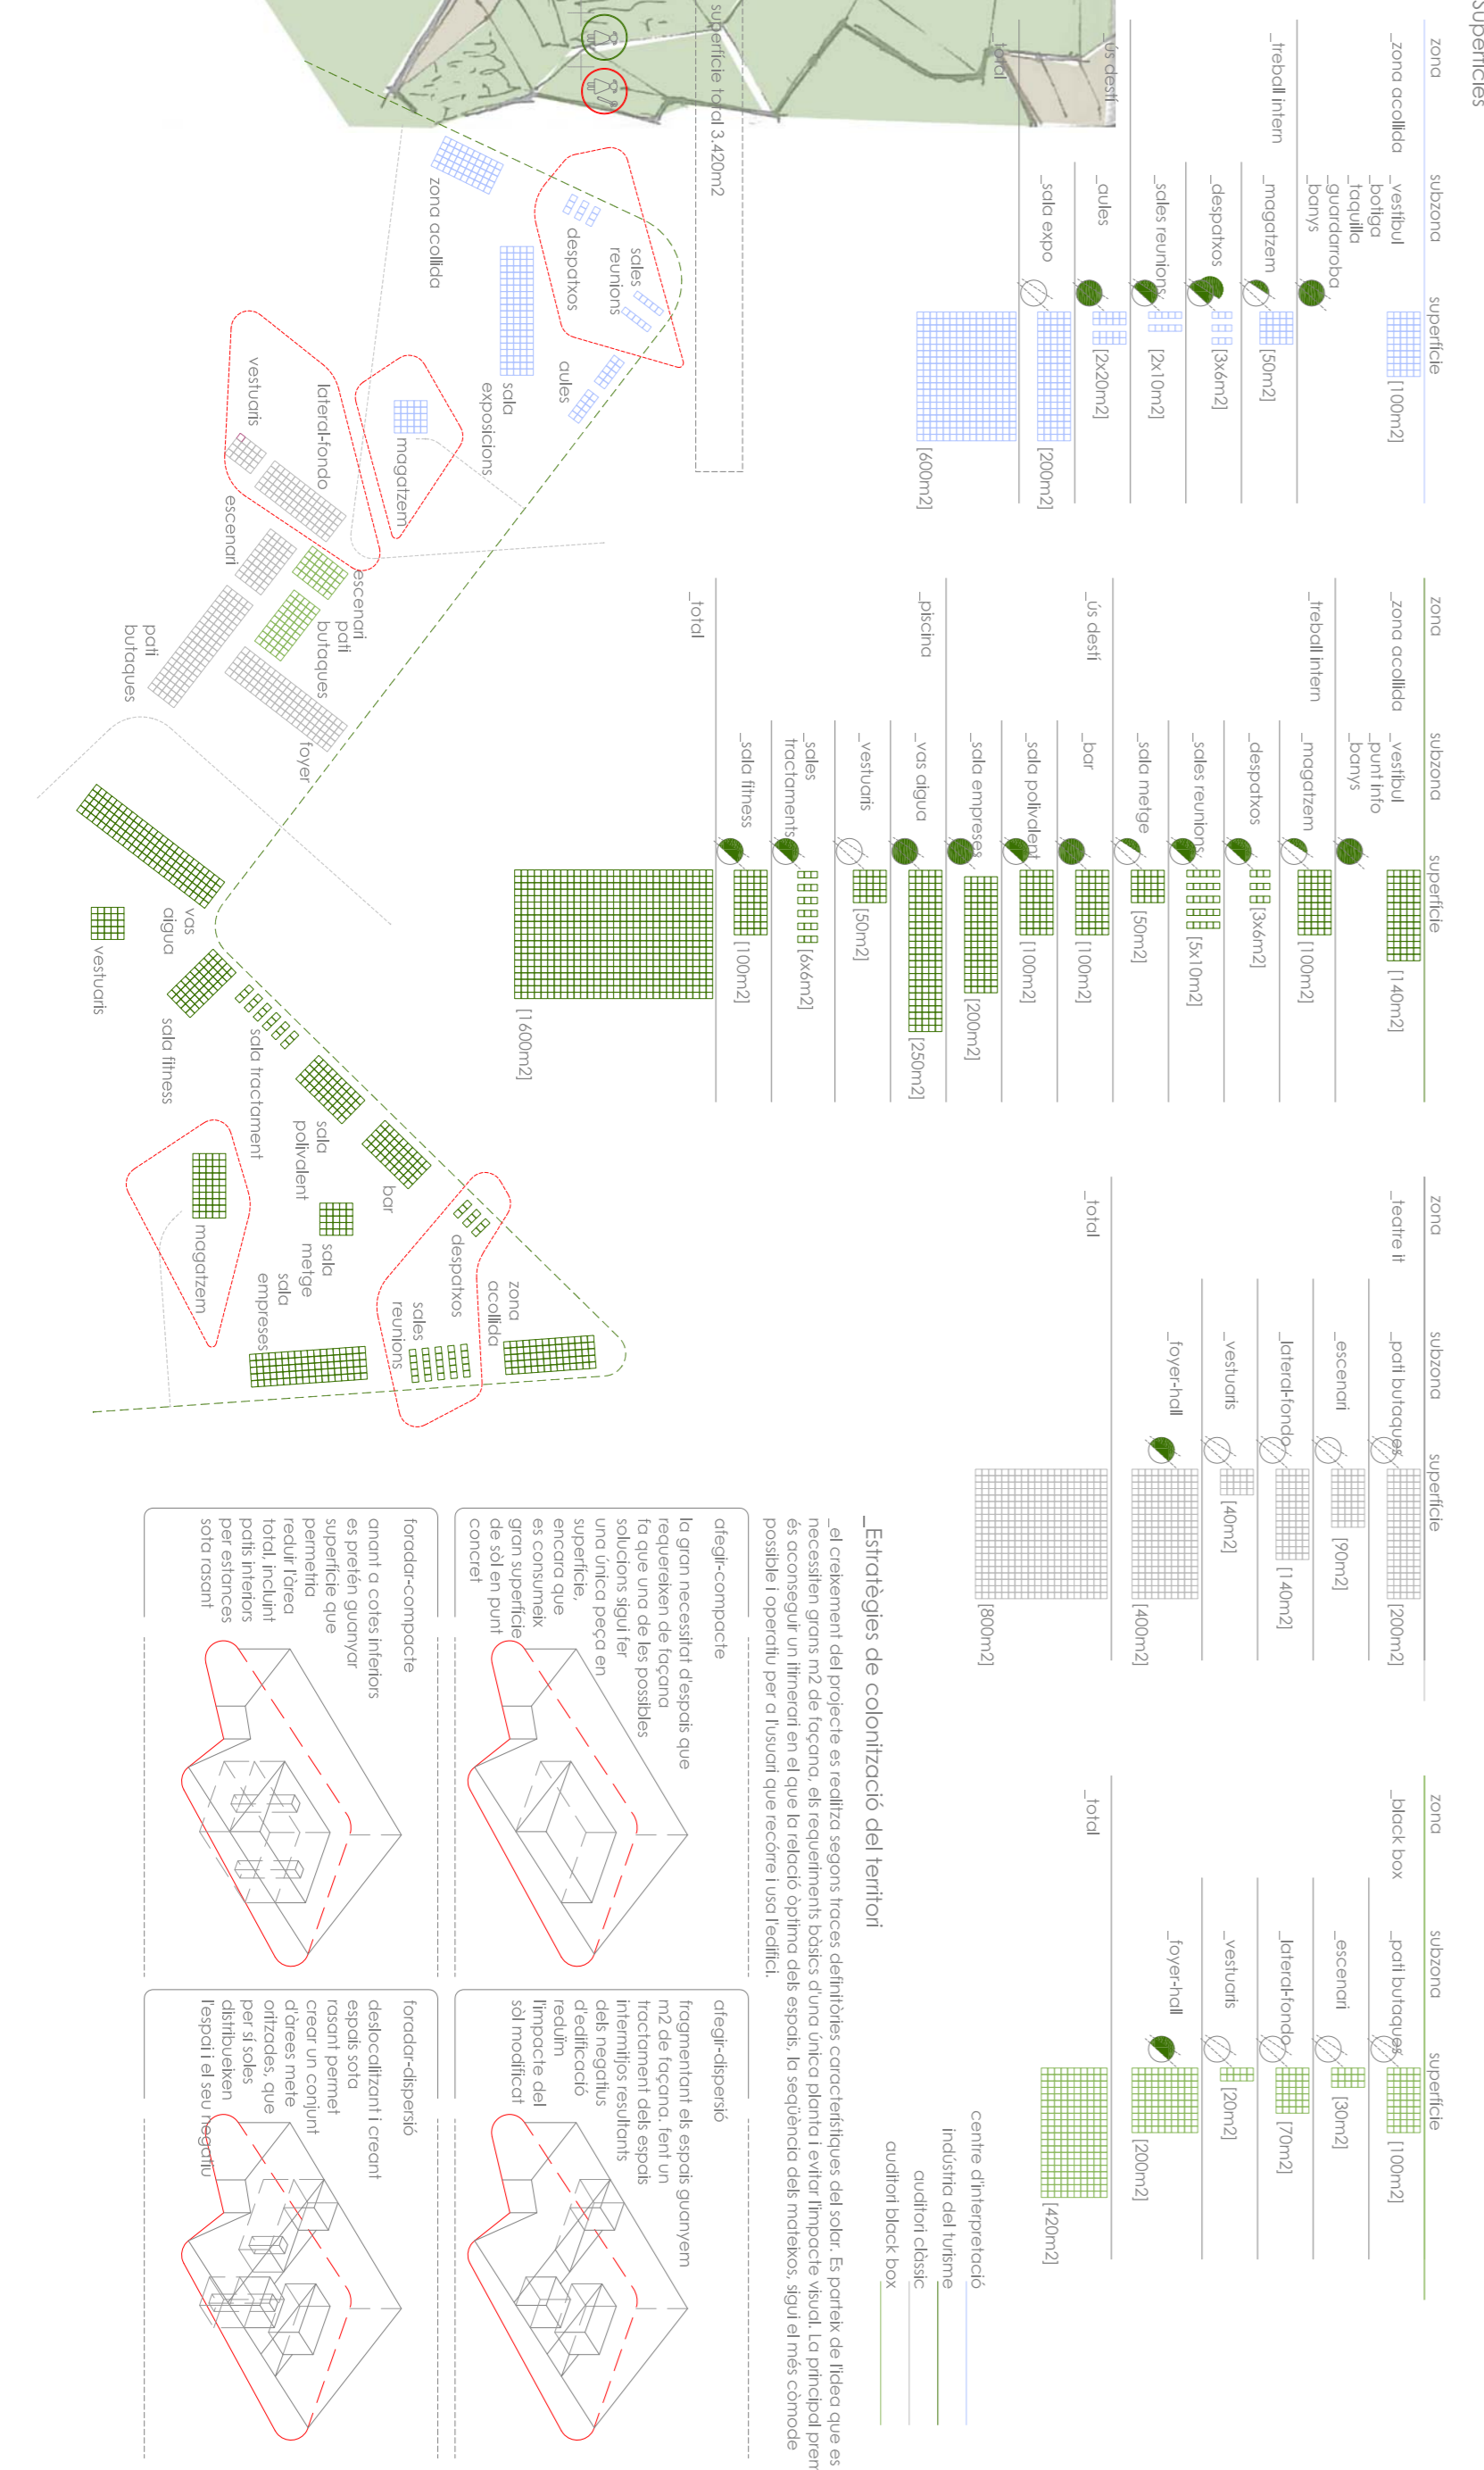 Superfícies
zona
subzona
superfície
_zona acollida
_vestíbul
_botiga
_taquilla
_guardarroba
_banys
[100m2]
_treball intern
_magatzem
[50m2]
_despatxos
[3x6m2]
_sales reunions
[2x10m2]
_ús destí
_aules
[2x20m2]
_sala expo
[200m2]
_total
[600m2]
zona
subzona
superfície
_zona acollida
_vestíbul
_punt info
_banys
[140m2]
_treball intern
_magatzem
[100m2]
_despatxos
[3x6m2]
_sales reunions
[5x10m2]
_sala metge
[50m2]
_ús destí
_bar
[100m2]
_sala polivalent
[100m2]
_sala empreses
[200m2]
_piscina
_vas aigua
[250m2]
_vestuaris
[50m2]
_sales
tractaments
[6x6m2]
_sala fitness
[100m2]
_total
[1600m2]
zona
subzona
superfície
_teatre it
_pati butaques
[200m2]
_escenari
[90m2]
_lateral-fondo
[140m2]
_vestuaris
[40m2]
_foyer-hall
[400m2]
_total
[800m2]
zona
subzona
superfície
_black box
_pati butaques
[100m2]
_escenari
[30m2]
_lateral-fondo
[70m2]
_vestuaris
[20m2]
_foyer-hall
[200m2]
_total
[420m2]
centre d'interpretació
indústria del turisme
auditori clàssic
auditori black box
superfície total 3.420m2
zona acollida
despatxos
sales
reunions
sala
exposicions
aules
magatzem
lateral-fondo
vestuaris
escenari
escenari
pati
butaques
pati
butaques
foyer
vas
aigua
vestuaris
sala fitness
sala tractament
sala
polivalent
bar
magatzem
sala
metge
sala
empreses
despatxos
sales
reunions
zona
acollida
_Estratègies de colonització del territori
_el creixement del projecte es realitza segons traces definitòries característiques del solar. Es parteix de l'idea que es
necessiten grans m2 de façana, els requeriments bàsics d'una única planta i evitar l'impacte visual. La principal
és aconseguir un itinerari en el que la relació òptima dels espais, la seqüència dels mateixos, sigui el més còmode
possible i operatiu per a l'usuari que recórre i usa l'edifici.
afegir-compacte
la gran necessitat d'espais que
requereixen de façana
fa que una de les possibles
solucions sigui fer
una única peça en
superfície,
encara que
es consumeix
gran superfície
de sòl en punt
concret
afegir-dispersió
fragmentant els espais guanyem
m2 de façana. fent un
tractament dels espais
intermitjos resultants
dels negatius
d'edificació
reduïm
l'impacte del
sòl modificat
foradar-compacte
anant a cotes inferiors
es pretén guanyar
superfície que
permetria
reduir l'àrea
total, incluint
patis interiors
per estances
sota rasant
foradar-dispersió
deslocalitzant i creant
espais sota
rasant permet
crear un conjunt
d'àrees mete
oritzades, que
per sí soles
distribueixen
l'espai i el seu negatiu